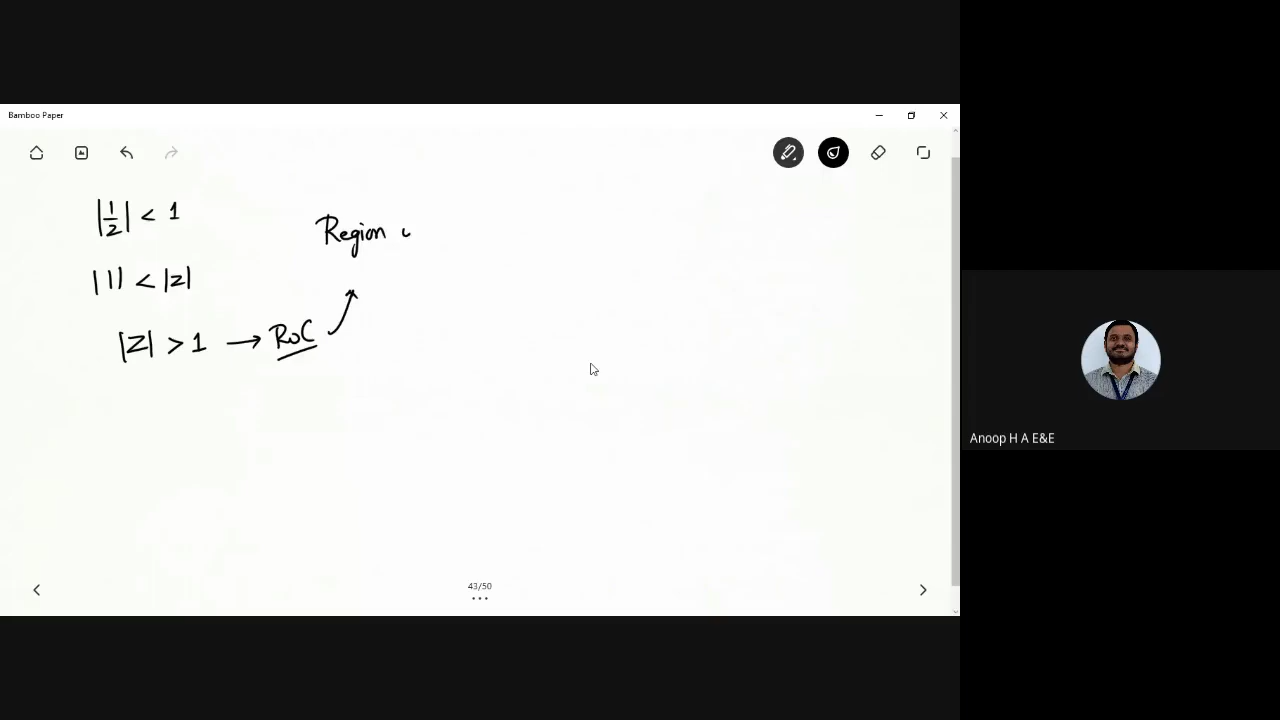 Bamboo Paper
|1/z| < 1
Region
|1| < |z|
|z| > 1 → RoC
Anoop H A E&E
43/50